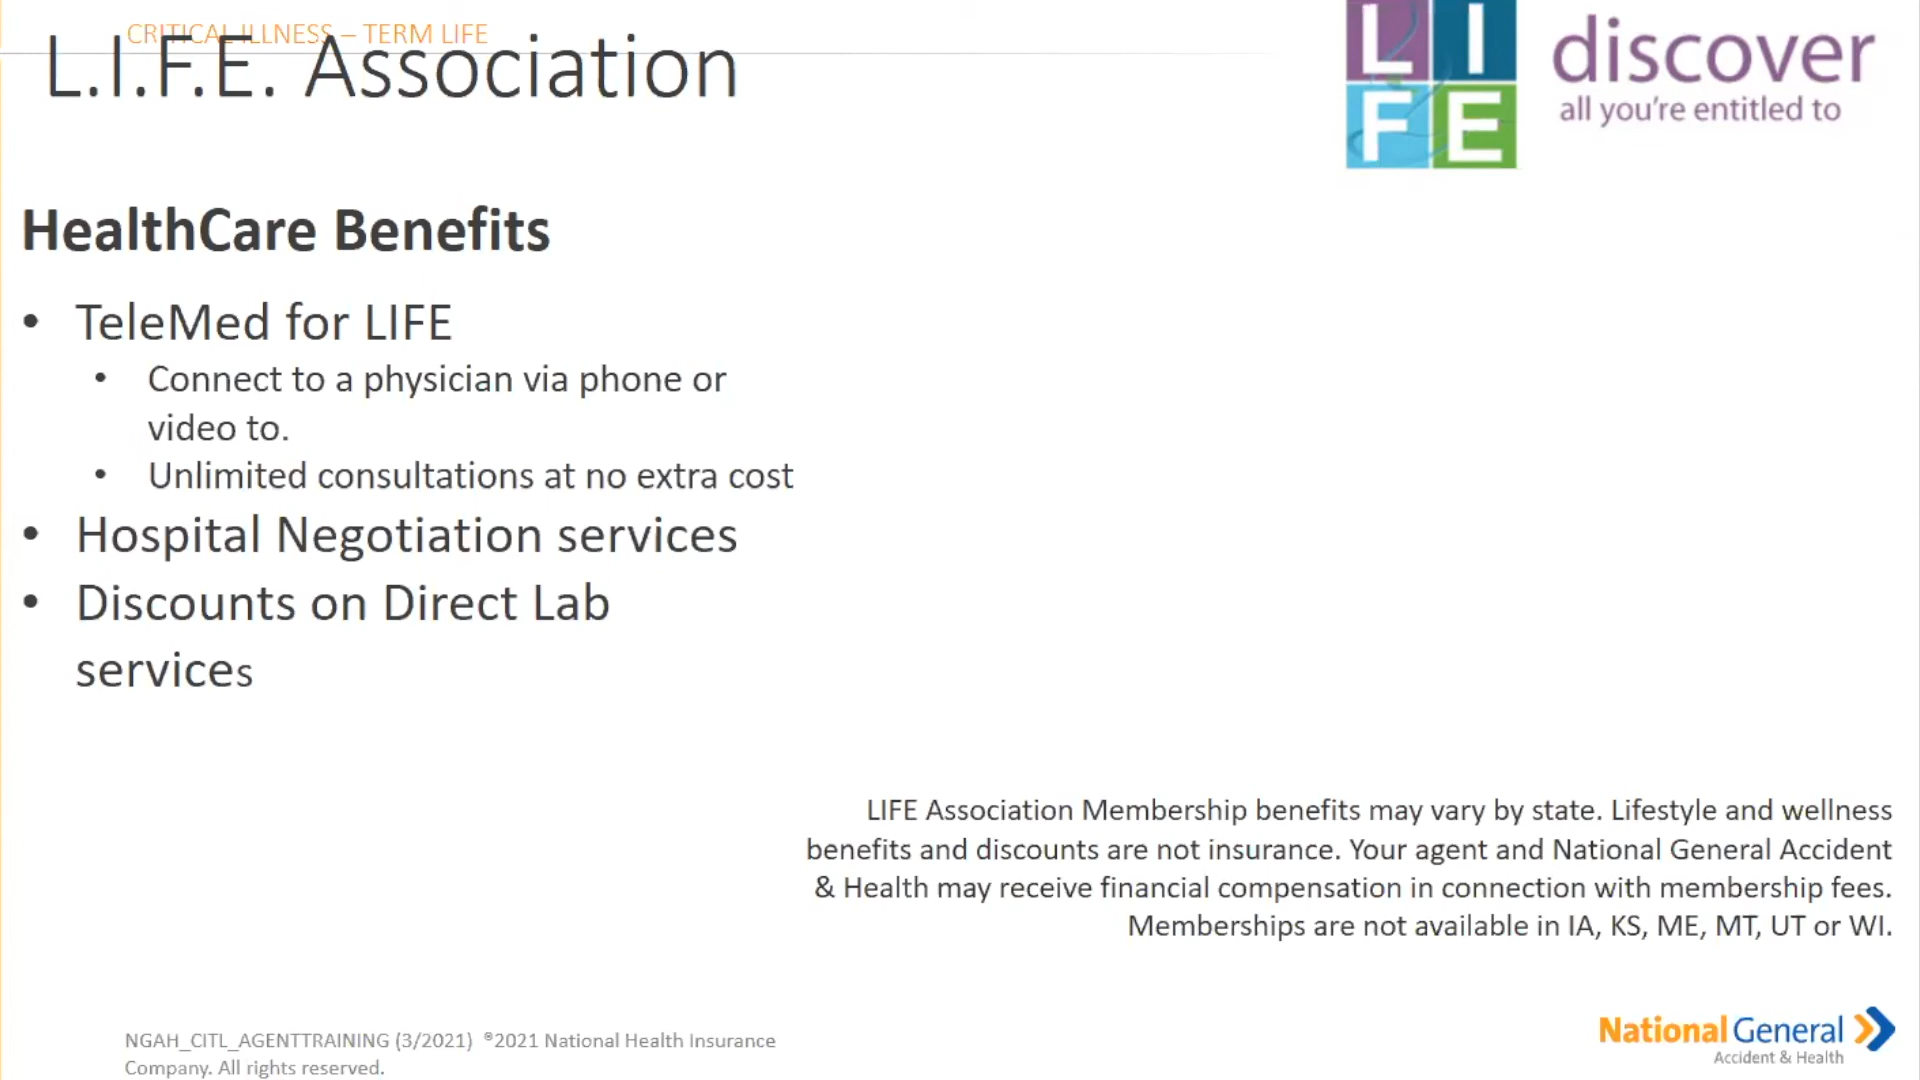 CRITICAL ILLNESS – TERM LIFE
L.I.F.E. Association
L I
F E
discover
all you're entitled to
HealthCare Benefits
• TeleMed for LIFE
• Connect to a physician via phone or
video to.
• Unlimited consultations at no extra cost
• Hospital Negotiation services
• Discounts on Direct Lab
services
LIFE Association Membership benefits may vary by state. Lifestyle and wellness
benefits and discounts are not insurance. Your agent and National General Accident
& Health may receive financial compensation in connection with membership fees.
Memberships are not available in IA, KS, ME, MT, UT or WI.
NGAH_CITL_AGENTTRAINING (3/2021) ©2021 National Health Insurance
Company. All rights reserved.
National General
Accident & Health